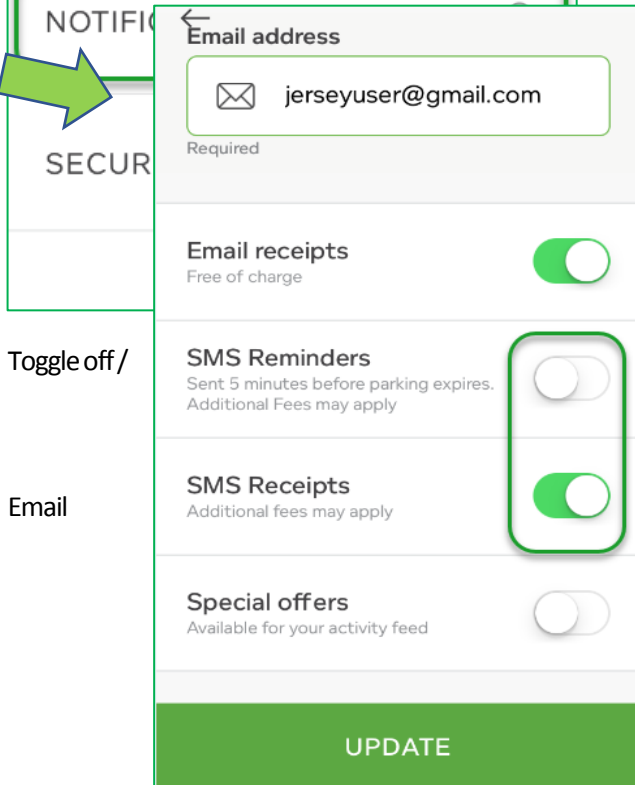 NOTIFIC
SECUR
Toggle off /
Email
Email address
jerseyuser@gmail.com
Required
Email receipts
Free of charge
SMS Reminders
Sent 5 minutes before parking expires.
Additional Fees may apply
SMS Receipts
Additional fees may apply
Special offers
Available for your activity feed
UPDATE